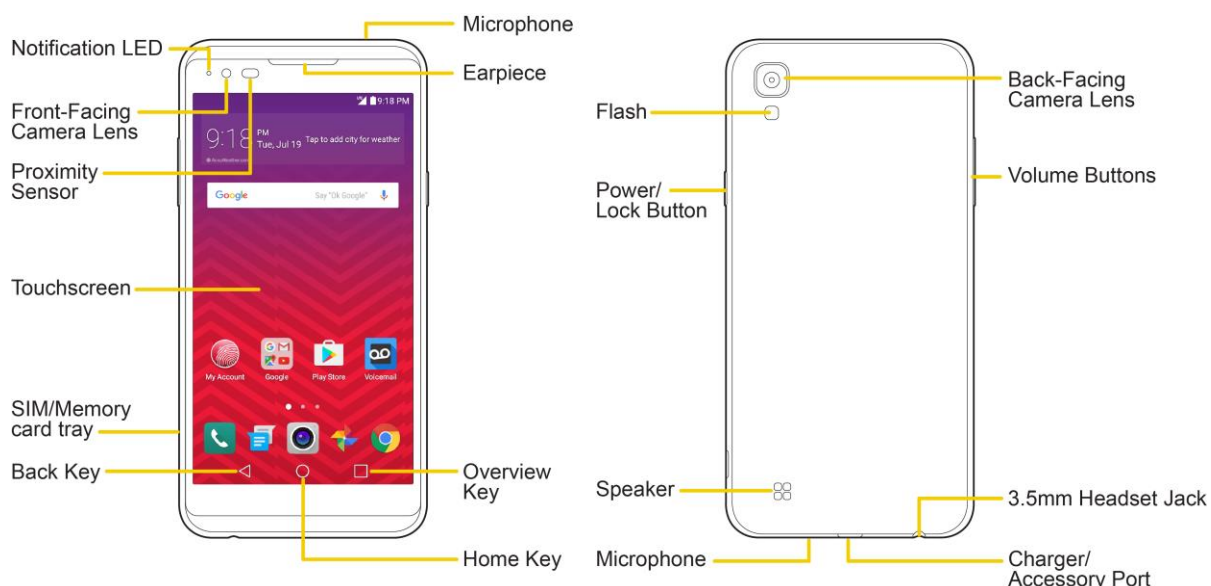 Microphone
Notification LED
Earpiece
Front-Facing
Camera Lens
Proximity
Sensor
9:18 PM
9:18
PM
Tue, Jul 19
Tap to add city for weather
AccuWeather.com
Google
Say "Ok Google"
Touchscreen
My Account
Google
Play Store
Voicemail
SIM/Memory
card tray
Back Key
Overview
Key
Home Key
Back-Facing
Camera Lens
Flash
Power/
Lock Button
Volume Buttons
Speaker
3.5mm Headset Jack
Microphone
Charger/
Accessory Port